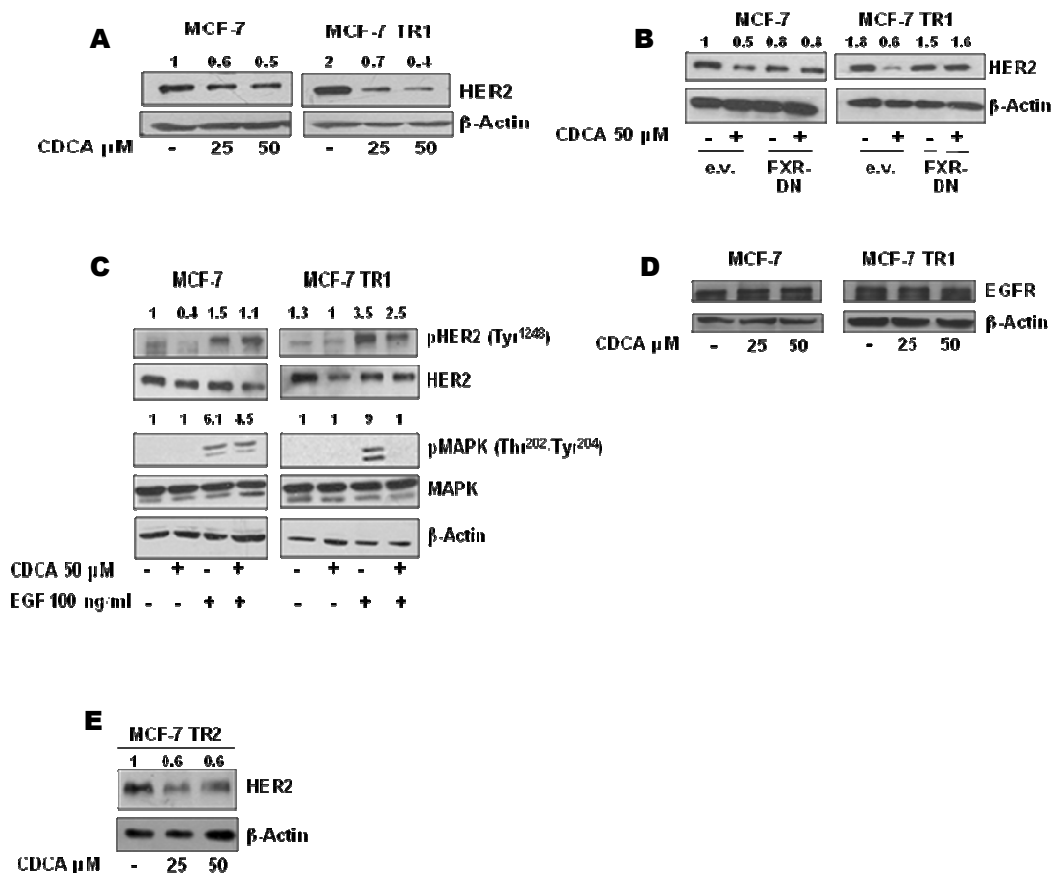 A
MCF-7 MCF-7 TR1
1 0.6 0.5 2 0.7 0.4
HER2
β-Actin
CDCA μM - 25 50 - 25 50
B
MCF-7 MCF-7 TR1
1 0.5 0.8 0.8 1.8 0.6 1.5 1.6
HER2
β-Actin
CDCA 50 μM - + - + - + - +
e.v. FXR-DN e.v. FXR-DN
C
MCF-7 MCF-7 TR1
1 0.4 1.5 1.1 1.3 1 3.5 2.5
pHER2 (Tyr1248)
HER2
1 1 6.1 4.5 1 1 9 1
pMAPK (Thr202/Tyr204)
MAPK
β-Actin
CDCA 50 μM - + - + - + - +
EGF 100 ng/ml - - + + - - + +
D
MCF-7 MCF-7 TR1
EGFR
β-Actin
CDCA μM - 25 50 - 25 50
E
MCF-7 TR2
1 0.6 0.6
HER2
β-Actin
CDCA μM - 25 50